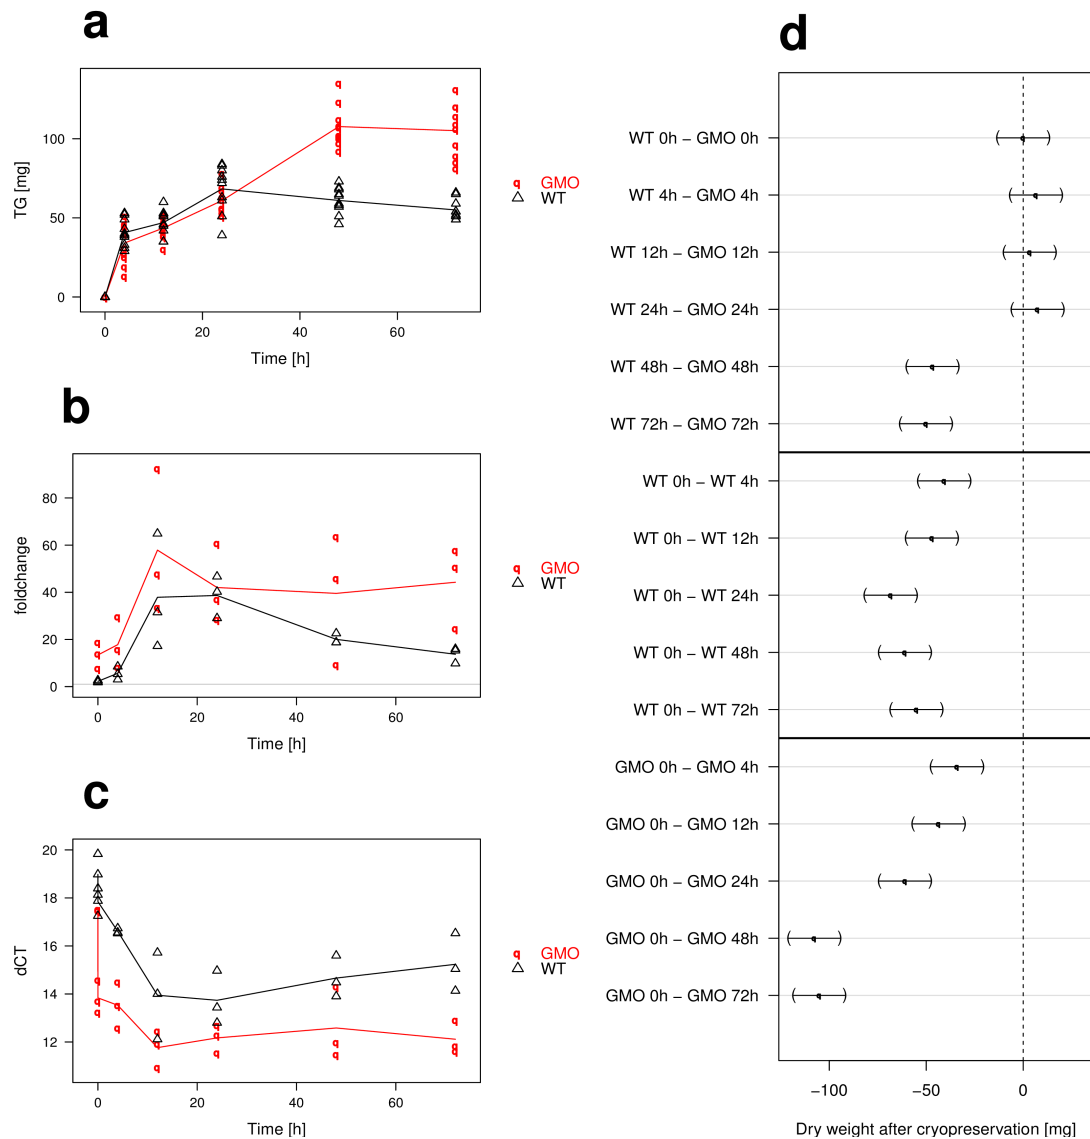 a
TG [mg]
100
50
0
0
20
40
60
Time [h]
q GMO
WT
b
foldchange
80
60
40
20
0
0
20
40
60
Time [h]
q GMO
WT
c
dCT
20
18
16
14
12
0
20
40
60
Time [h]
q GMO
WT
d
WT 0h − GMO 0h
WT 4h − GMO 4h
WT 12h − GMO 12h
WT 24h − GMO 24h
WT 48h − GMO 48h
WT 72h − GMO 72h
WT 0h − WT 4h
WT 0h − WT 12h
WT 0h − WT 24h
WT 0h − WT 48h
WT 0h − WT 72h
GMO 0h − GMO 4h
GMO 0h − GMO 12h
GMO 0h − GMO 24h
GMO 0h − GMO 48h
GMO 0h − GMO 72h
−100
−50
0
Dry weight after cryopreservation [mg]